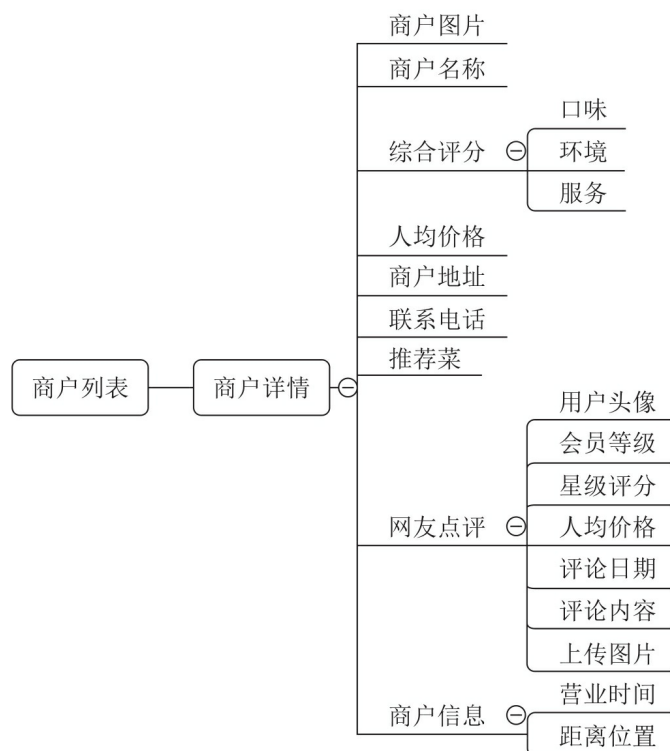 商户图片
商户名称
口味
综合评分
环境
服务
人均价格
商户地址
联系电话
推荐菜
商户列表
商户详情
用户头像
会员等级
星级评分
网友点评
人均价格
评论日期
评论内容
上传图片
营业时间
商户信息
距离位置